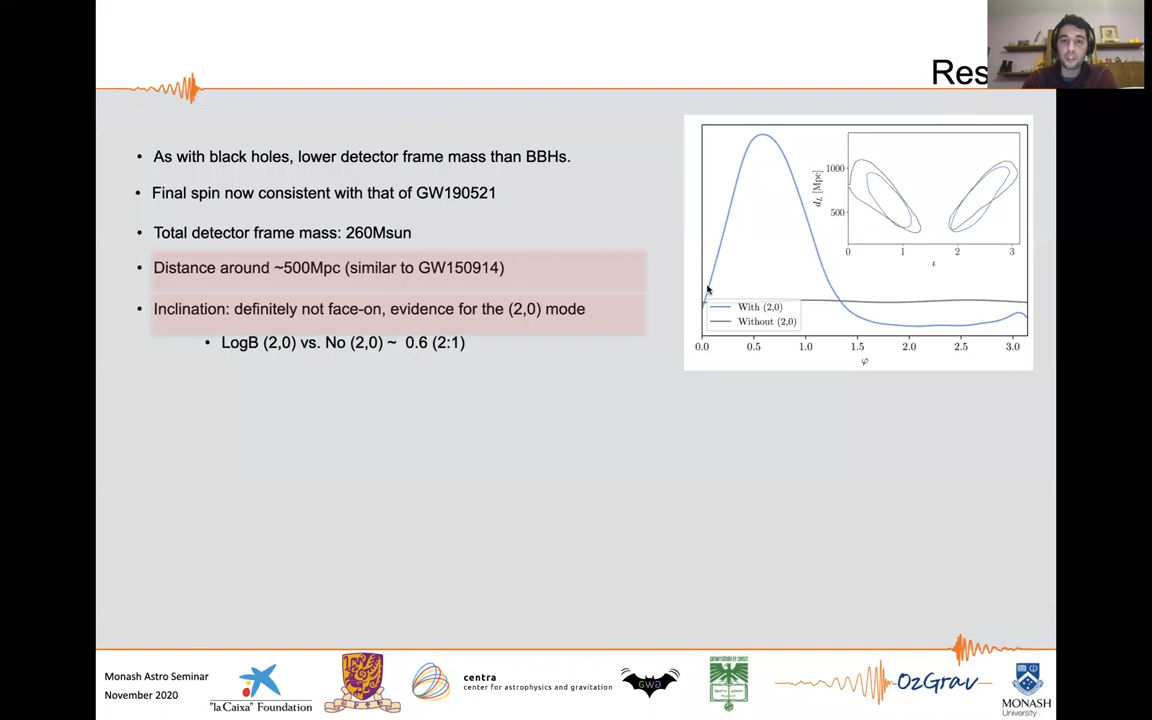 Res
• As with black holes, lower detector frame mass than BBHs.
• Final spin now consistent with that of GW190521
• Total detector frame mass: 260Msun
• Distance around ~500Mpc (similar to GW150914)
• Inclination: definitely not face-on, evidence for the (2,0) mode
• LogB (2,0) vs. No (2,0) ~ 0.6 (2:1)
1000
500
d_L [Mpc]
0 1 2 3
ι
With (2,0)
Without (2,0)
0.0 0.5 1.0 1.5 2.0 2.5 3.0
φ
Monash Astro Seminar
November 2020
"la Caixa" Foundation
centra
center for astrophysics and gravitation
GWG
OzGrav
MONASH
University